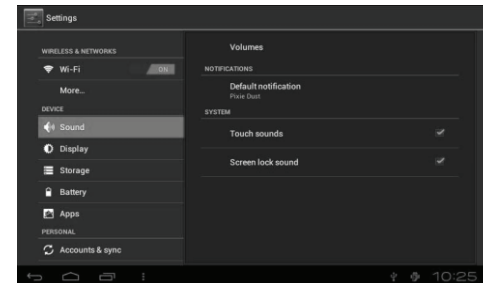 Settings
WIRELESS & NETWORKS
Wi-Fi ON
More...
DEVICE
Sound
Display
Storage
Battery
Apps
PERSONAL
Accounts & sync
Volumes
NOTIFICATIONS
Default notification
Pixie Dust
SYSTEM
Touch sounds
Screen lock sound
10:25